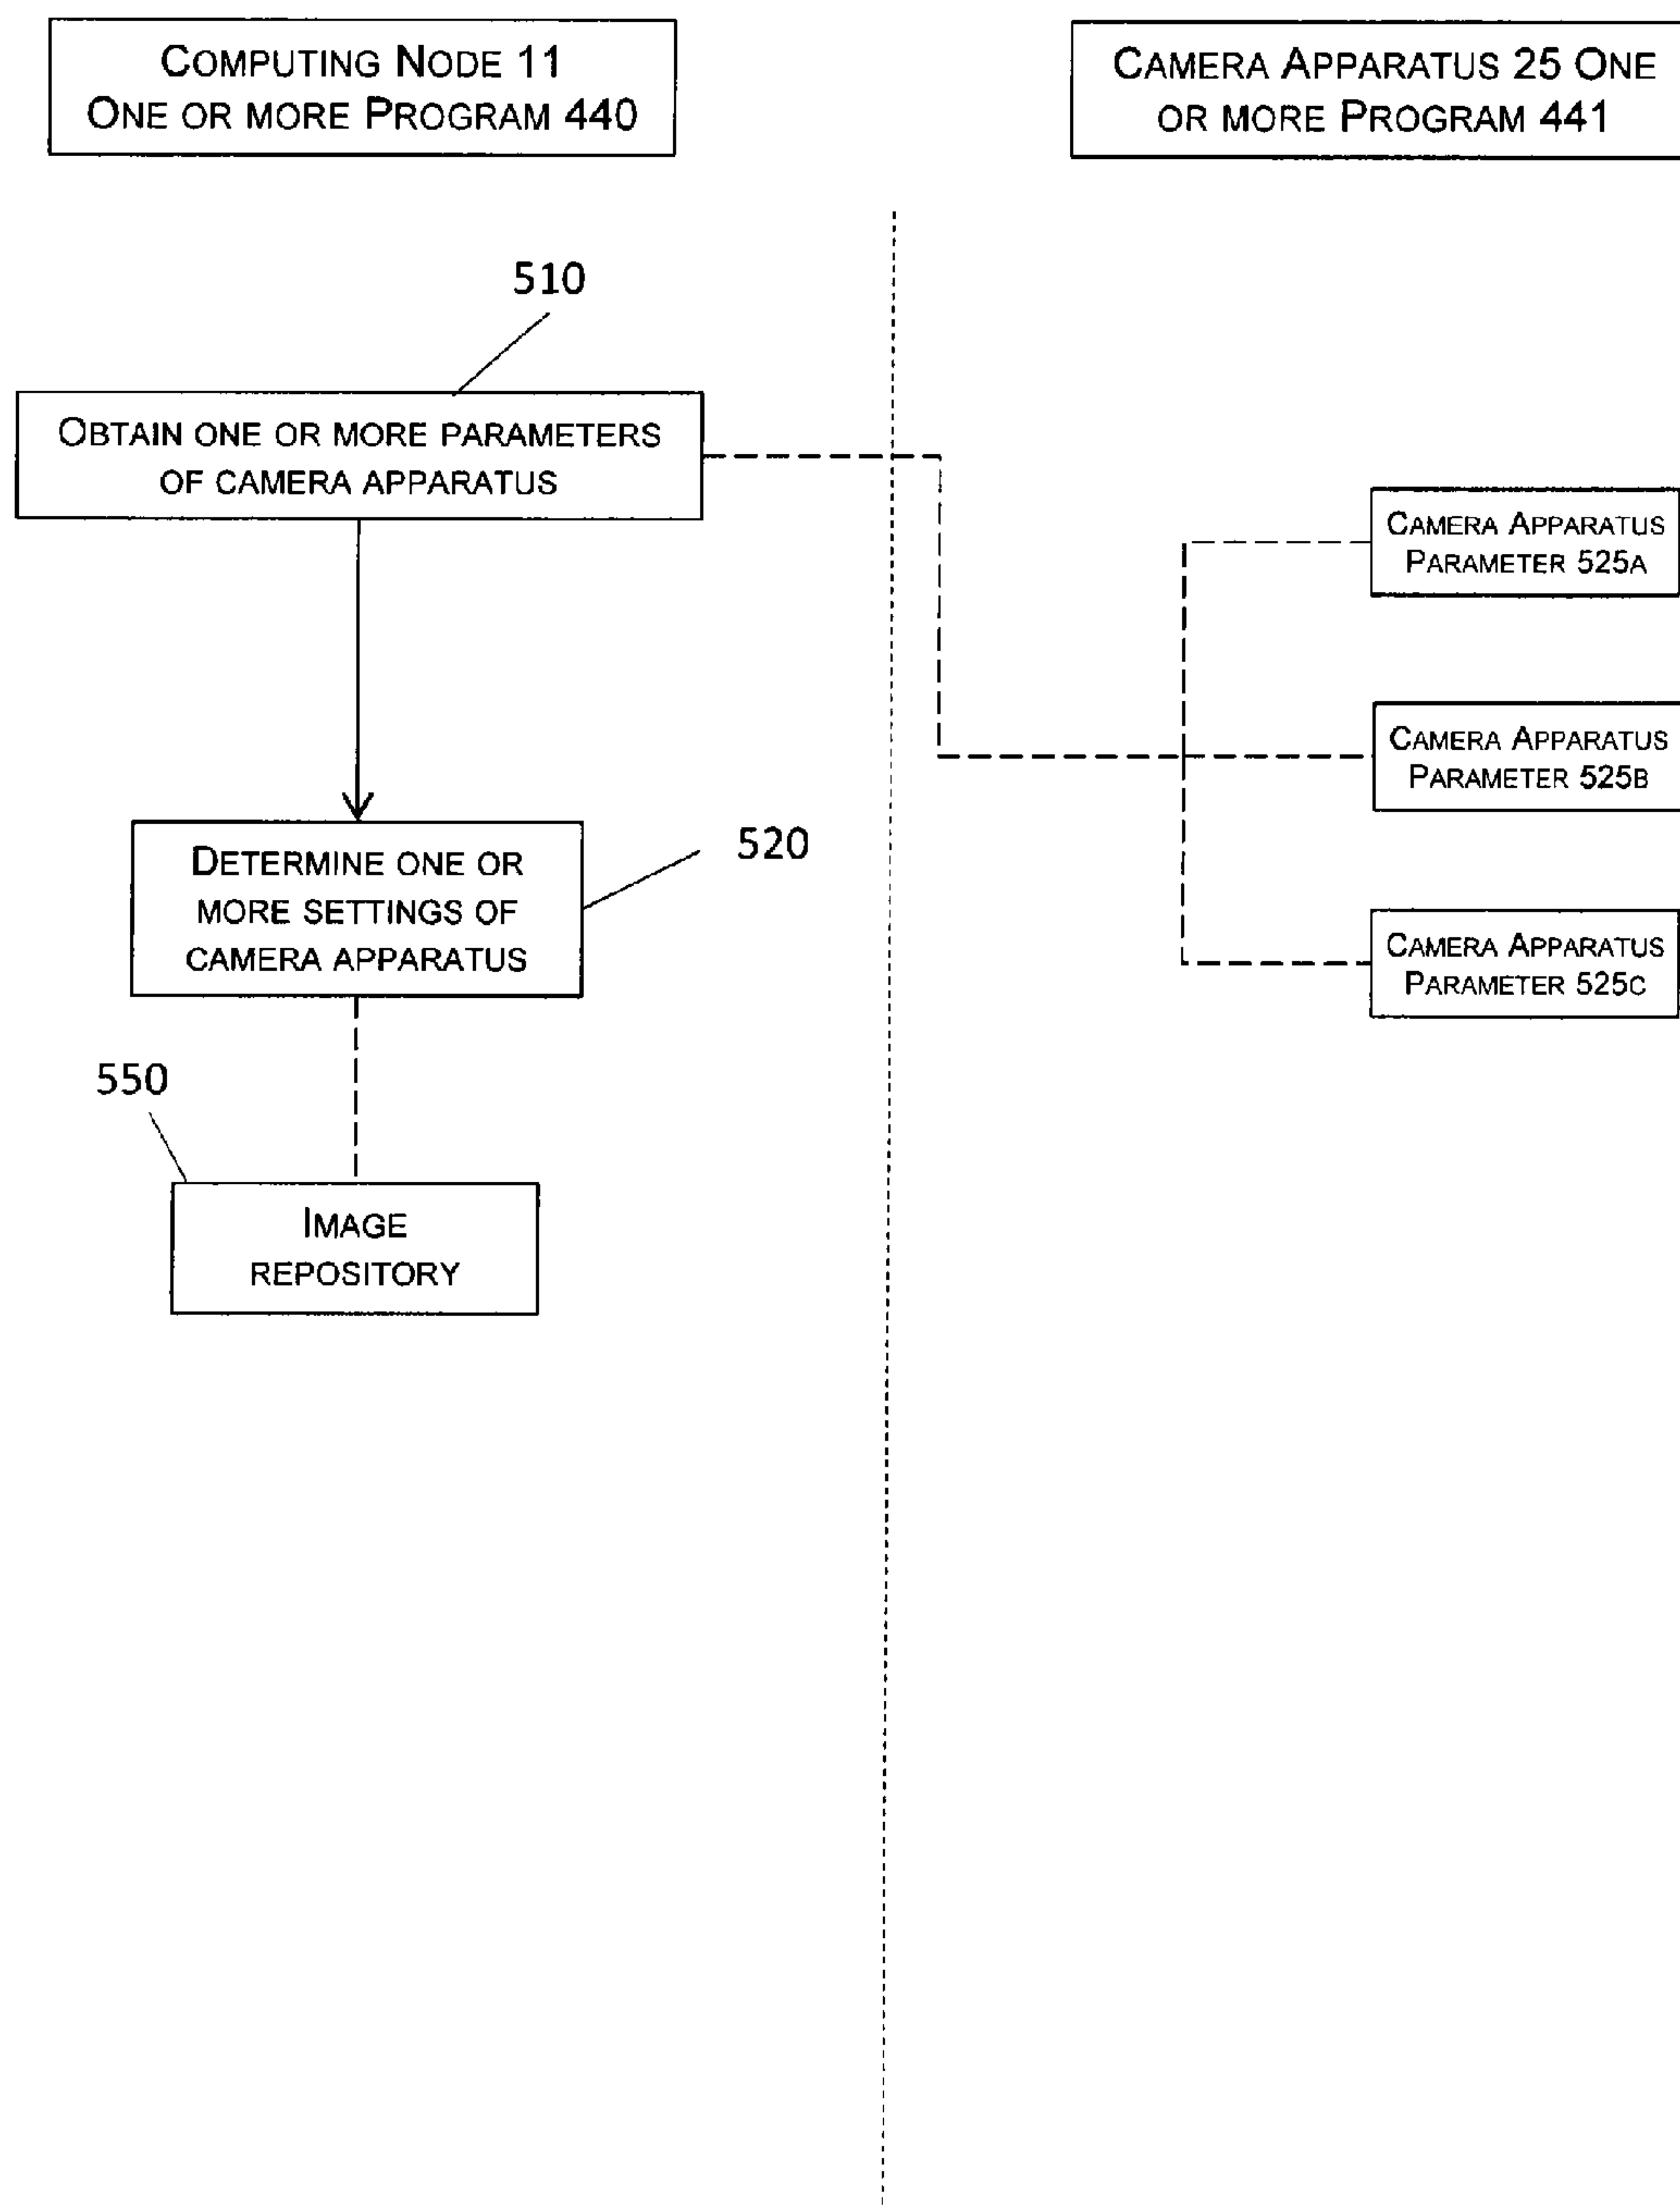 COMPUTING NODE 11
ONE OR MORE PROGRAM 440
CAMERA APPARATUS 25 ONE
OR MORE PROGRAM 441
510
OBTAIN ONE OR MORE PARAMETERS
OF CAMERA APPARATUS
CAMERA APPARATUS
PARAMETER 525A
CAMERA APPARATUS
PARAMETER 525B
520
DETERMINE ONE OR
MORE SETTINGS OF
CAMERA APPARATUS
CAMERA APPARATUS
PARAMETER 525C
550
IMAGE
REPOSITORY